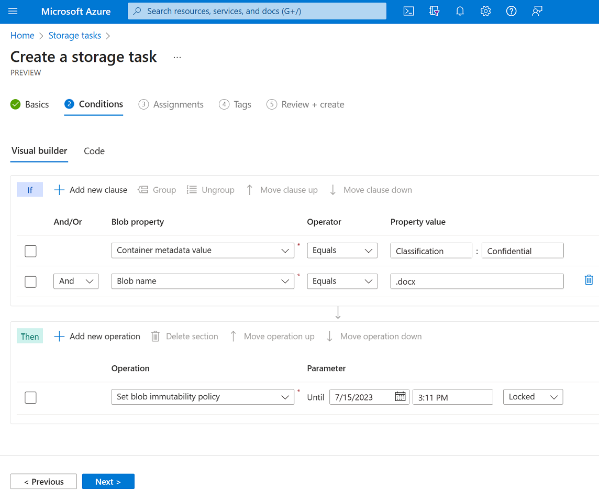 Microsoft Azure Search resources, services, and docs (G+/)
Home > Storage tasks >
Create a storage task ...
PREVIEW
Basics 2 Conditions 3 Assignments 4 Tags 5 Review + create
Visual builder Code
If + Add new clause Group Ungroup ↑ Move clause up ↓ Move clause down
And/Or Blob property Operator Property value
Container metadata value * Equals Classification : Confidential
And Blob name * Equals .docx
Then + Add new operation Delete section ↑ Move operation up ↓ Move operation down
Operation Parameter
Set blob immutability policy * Until 7/15/2023 3:11 PM Locked
< Previous Next >